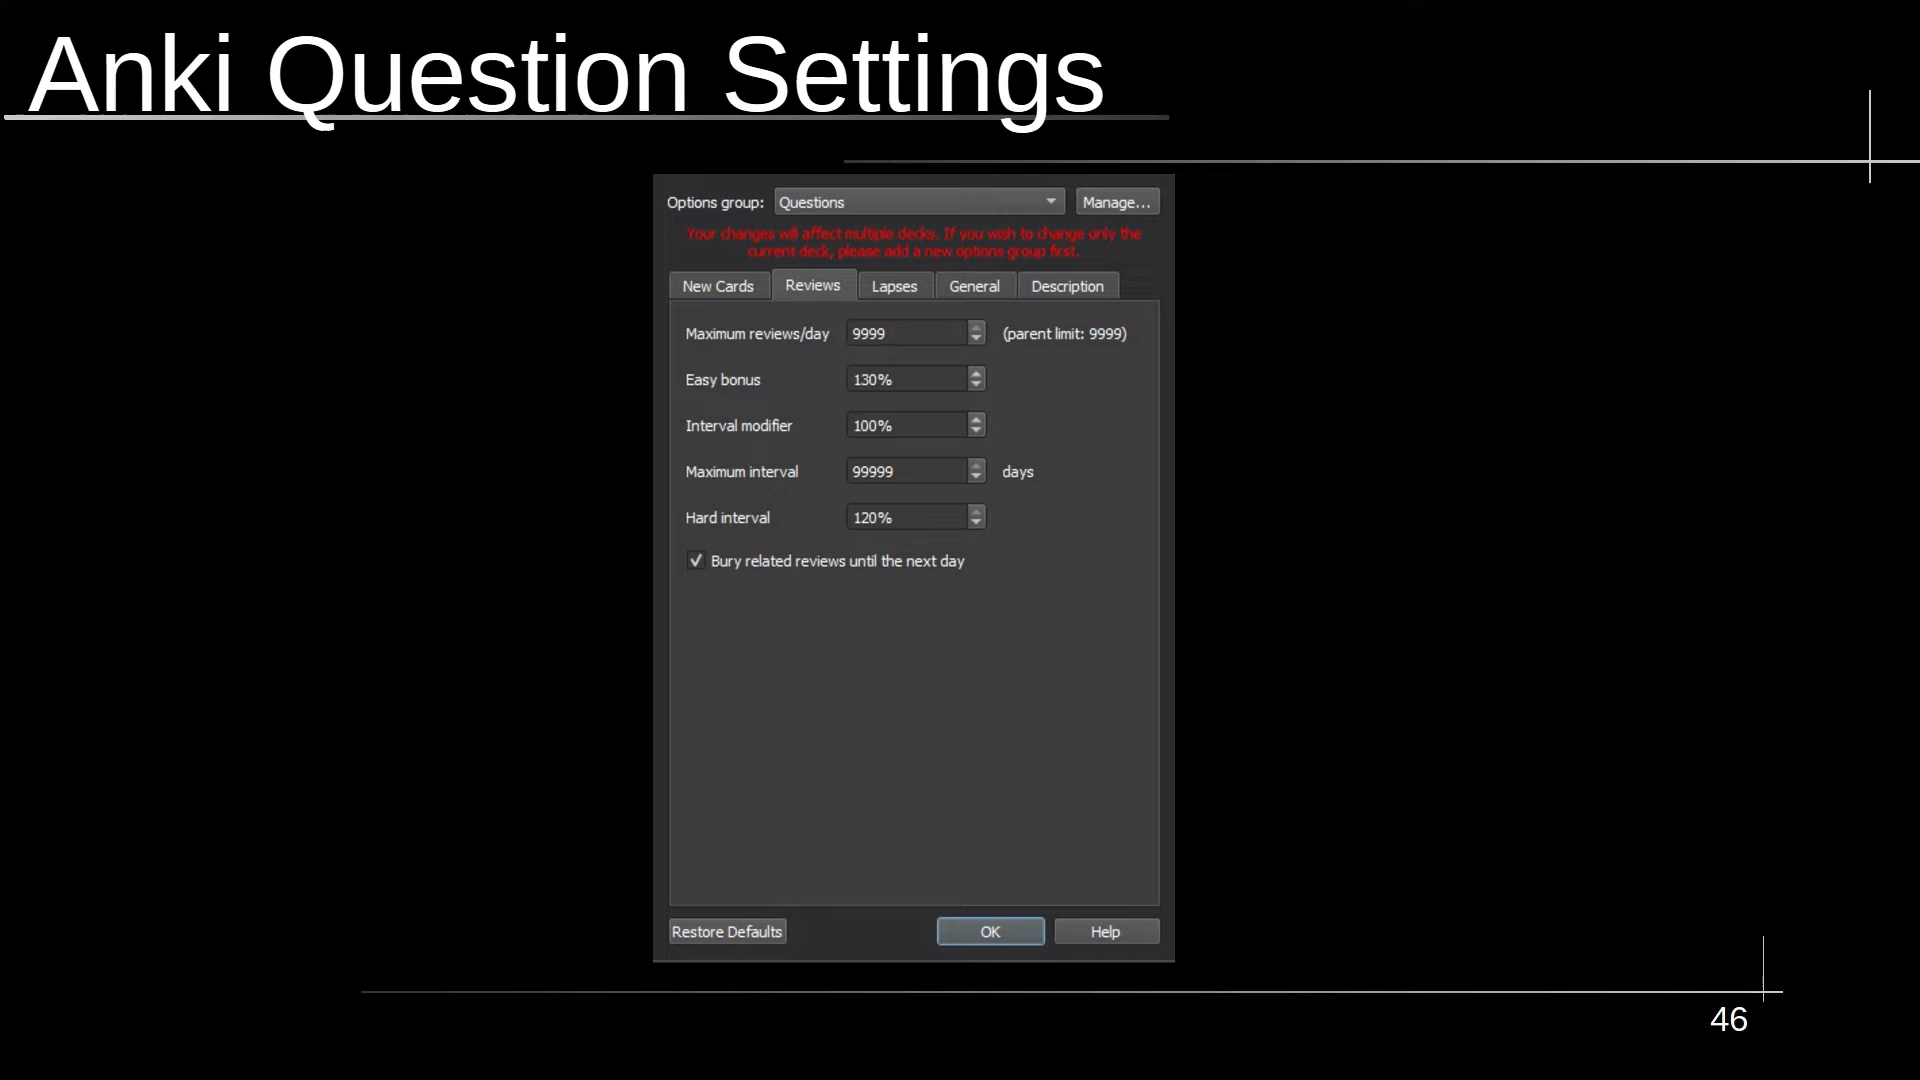 Anki Question Settings
Options group: Questions Manage...
Your changes will affect multiple decks. If you wish to change only the
current deck, please add a new options group first.
New Cards Reviews Lapses General Description
Maximum reviews/day 9999 (parent limit: 9999)
Easy bonus 130%
Interval modifier 100%
Maximum interval 99999 days
Hard interval 120%
Bury related reviews until the next day
Restore Defaults OK Help
46